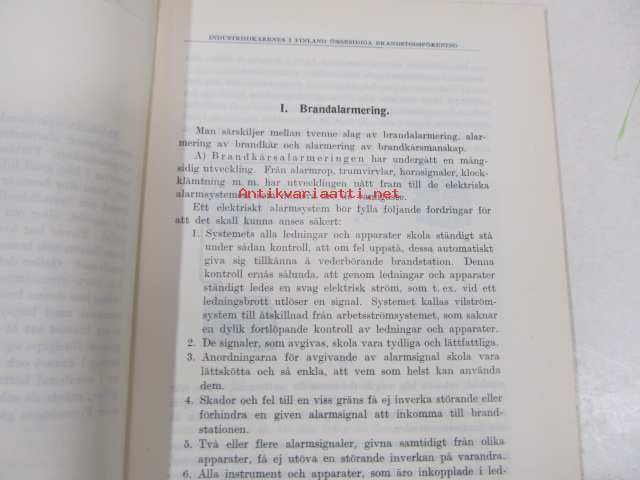 INDUSTRIIDKARENES I FINLAND ÖMSESIDIGA BRANDSTODSFÖRENING
I. Brandalarmering.
Man särskiljer mellan tvenne slag av brandalarmering, alar-
mering av brandkår och alarmering av brandkårsmanskap.
A) Brandkårsalarmeringen har undergått en mång-
sidig utveckling. Från alarmrop, trumvirvlar, hornsignaler, klock-
klämtning m. m. har utvecklingen nått fram till de elektriska
Antikvariaatti.net
alarmsystemen
Ett elektriskt alarmsystem bör fylla följande fordringar för
att det skall kunna anses säkert:
1. Systemets alla ledningar och apparater skola ständigt stå
under sådan kontroll, att om fel uppstå, dessa automatiskt
giva sig tillkänna å vederbörande brandstation. Denna
kontroll ernås sålunda, att genom ledningar och apparater
ständigt ledes en svag elektrisk ström, som t. ex. vid ett
ledningsbrott utlöser en signal. Systemet kallas vilström-
system till åtskillnad från arbetsströmsystemet, som saknar
en dylik fortlöpande kontroll av ledningar och apparater.
2. De signaler, som avgivas, skola vara tydliga och lättfattliga.
3. Anordningarna för avgivande av alarmsignal skola vara
lättskötta och så enkla, att vem som helst kan använda
dem.
4. Skador och fel till en viss gräns få ej inverka störande eller
förhindra en given alarmsignal att inkomma till brand-
stationen.
5. Två eller flere alarmsignaler, givna samtidigt från olika
apparater, få ej utöva en störande inverkan på varandra.
6. Alla instrument och apparater, som äro inkopplade i led-